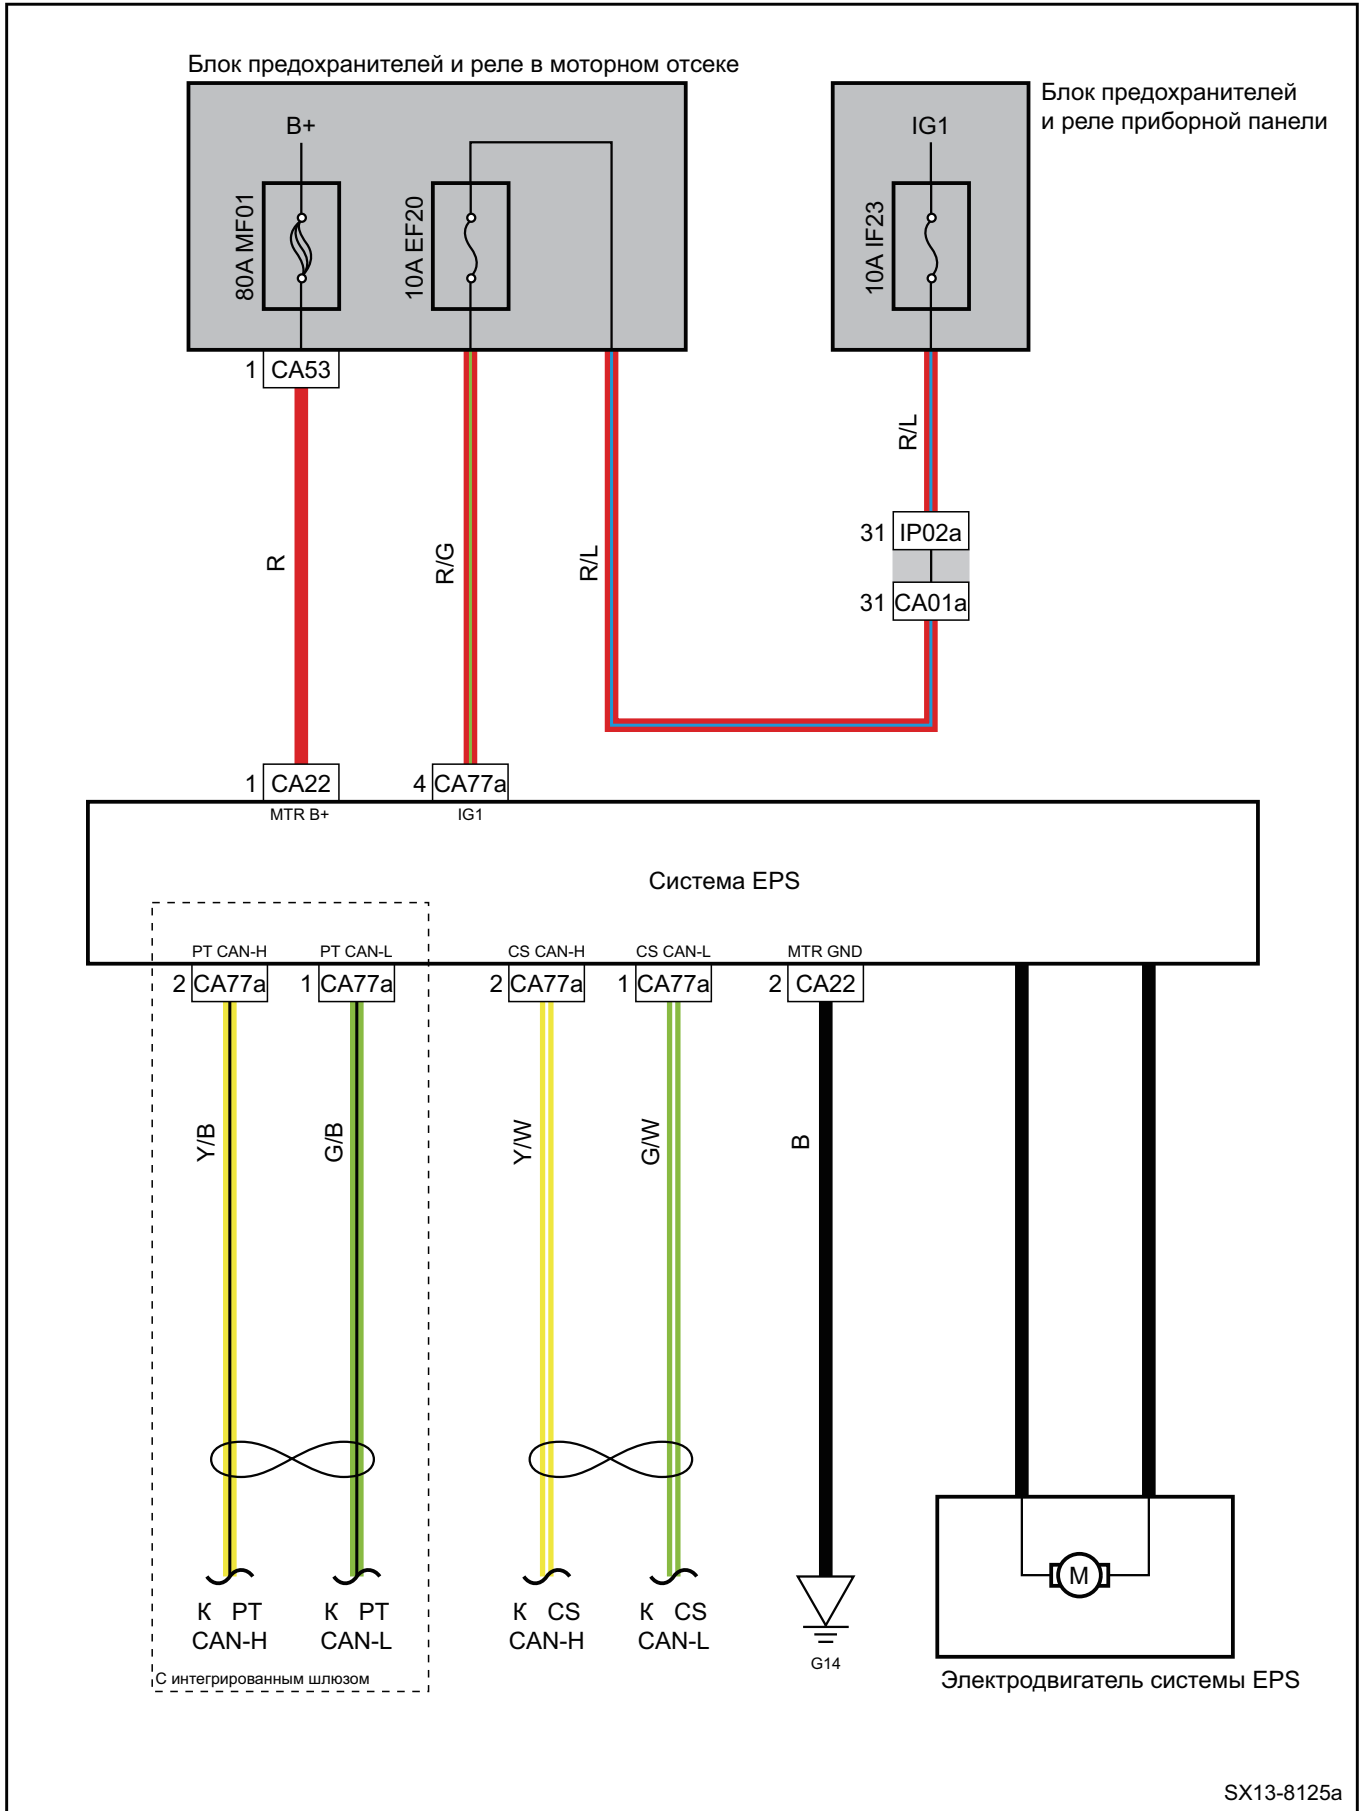 Блок предохранителей и реле в моторном отсеке
Блок предохранителей
и реле приборной панели
B+
IG1
80A MF01
10A EF20
10A IF23
1 CA53
R/L
31 IP02a
R
R/G
R/L
31 CA01a
1 CA22
4 CA77a
MTR B+
IG1
Система EPS
PT CAN-H
PT CAN-L
CS CAN-H
CS CAN-L
MTR GND
2 CA77a
1 CA77a
2 CA77a
1 CA77a
2 CA22
Y/B
G/B
Y/W
G/W
B
M
К PT
CAN-H
К PT
CAN-L
К CS
CAN-H
К CS
CAN-L
G14
С интегрированным шлюзом
Электродвигатель системы EPS
SX13-8125a